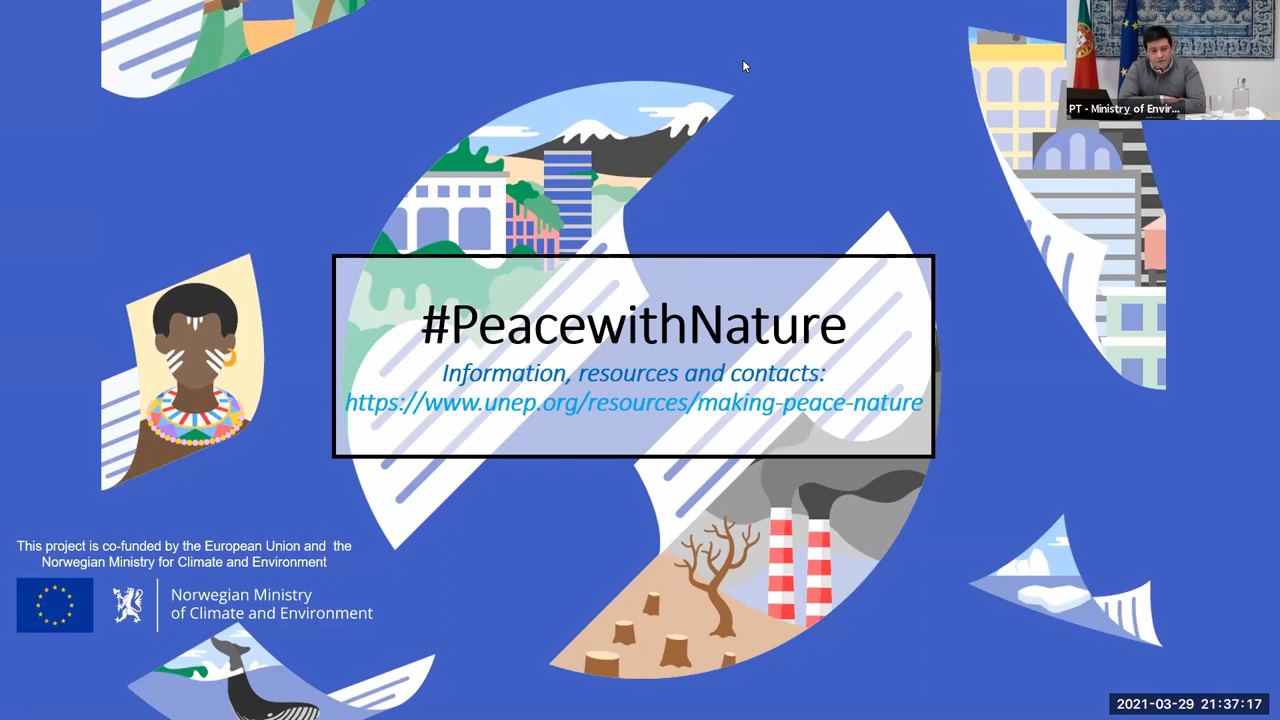 PT - Ministry of Envir...
#PeacewithNature
Information, resources and contacts:
https://www.unep.org/resources/making-peace-nature
This project is co-funded by the European Union and the
Norwegian Ministry for Climate and Environment
Norwegian Ministry
of Climate and Environment
2021-03-29 21:37:17